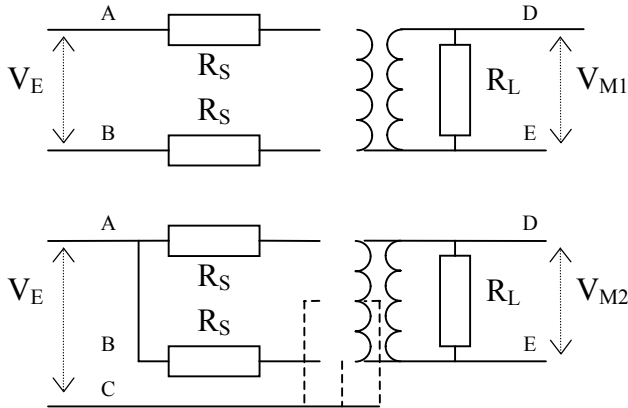 A D
R_S
V_E R_L V_M1
R_S
B E
A D
R_S
V_E R_L V_M2
R_S
B E
C